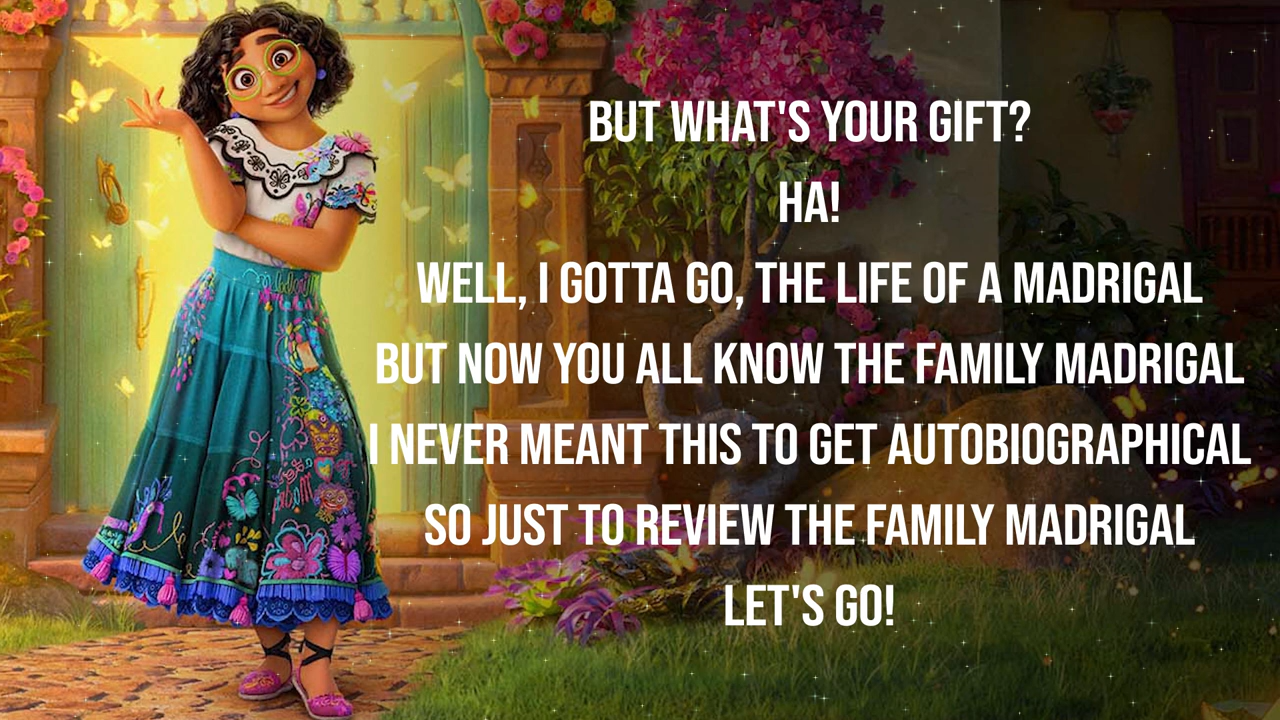 BUT WHAT'S YOUR GIFT?
HA!
WELL, I GOTTA GO, THE LIFE OF A MADRIGAL
BUT NOW YOU ALL KNOW THE FAMILY MADRIGAL
I NEVER MEANT THIS TO GET AUTOBIOGRAPHICAL
SO JUST TO REVIEW THE FAMILY MADRIGAL
LET'S GO!